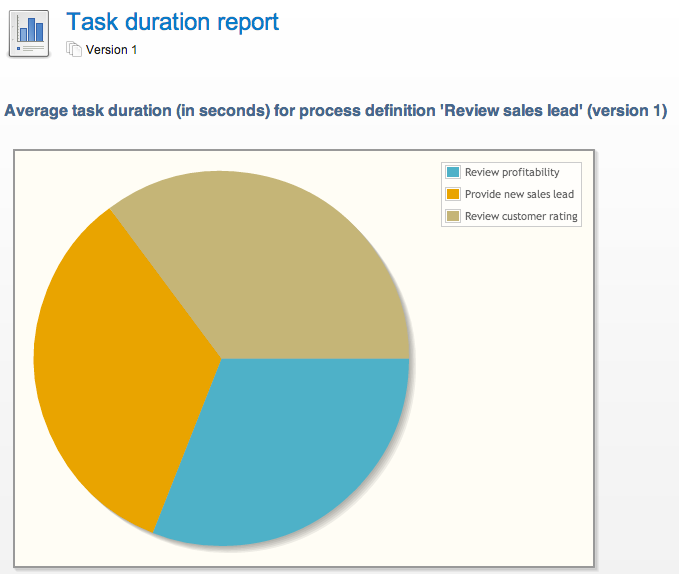 Task duration report
Version 1
Average task duration (in seconds) for process definition 'Review sales lead' (version 1)
Review profitability
Provide new sales lead
Review customer rating